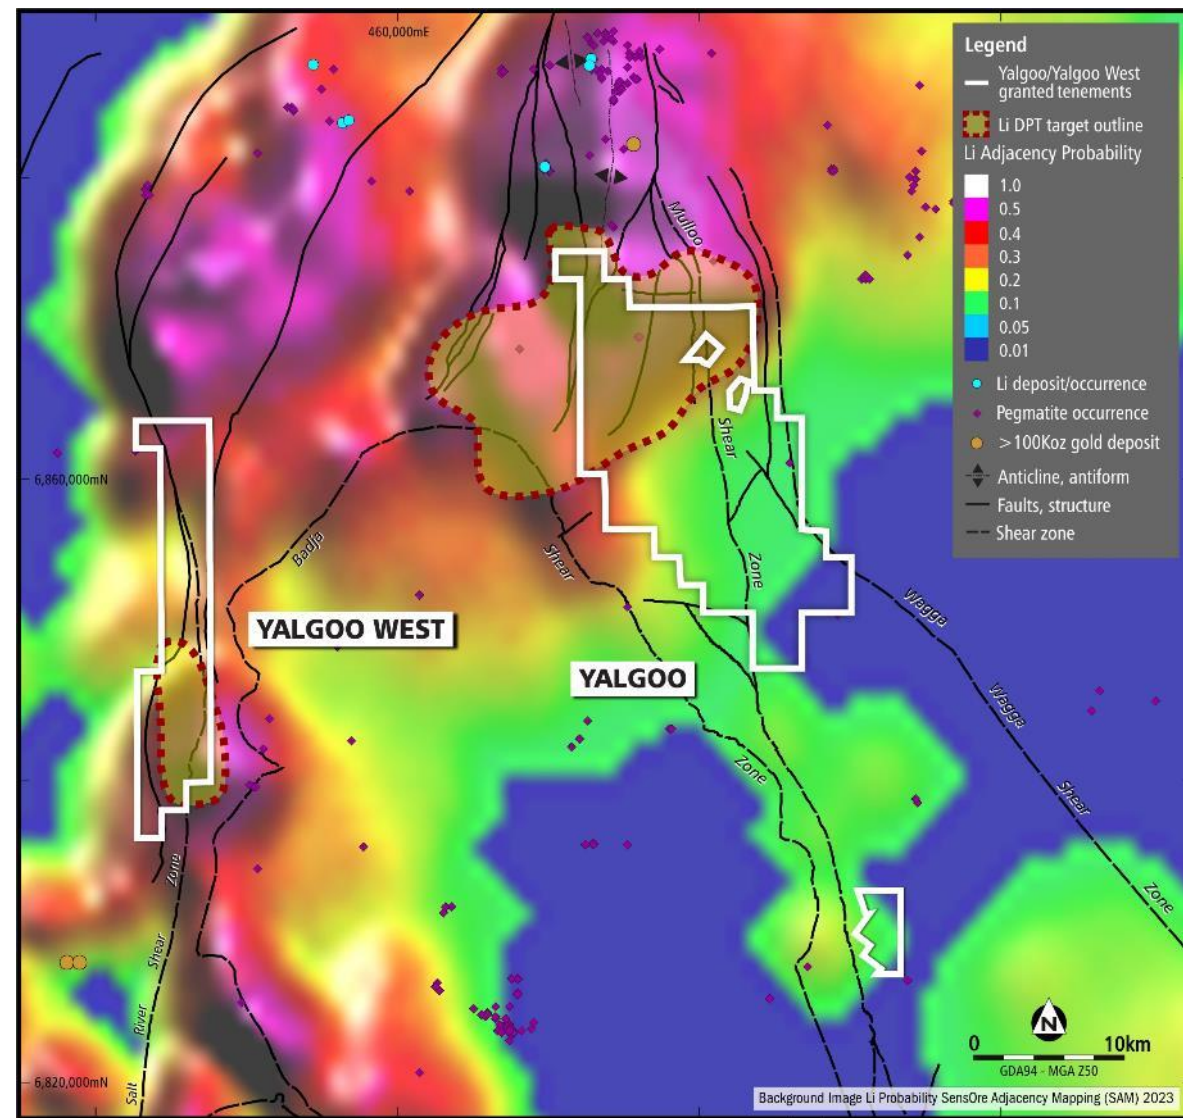 460,000mE
Legend
Yalgoo/Yalgoo West
granted tenements
Li DPT target outline
Li Adjacency Probability
1.0
0.5
0.4
0.3
0.2
0.1
0.05
0.01
Li deposit/occurrence
Pegmatite occurrence
>100Koz gold deposit
Anticline, antiform
Faults, structure
Shear zone
Mulloo
Shear
Zone
6,860,000mN
Badja
Shear
Zone
YALGOO WEST
YALGOO
Wagga
Wagga
Shear
Zone
Zone
Shear
River
Salt
6,820,000mN
N
0 10km
GDA94 - MGA Z50
Background Image Li Probability SensOre Adjacency Mapping (SAM) 2023